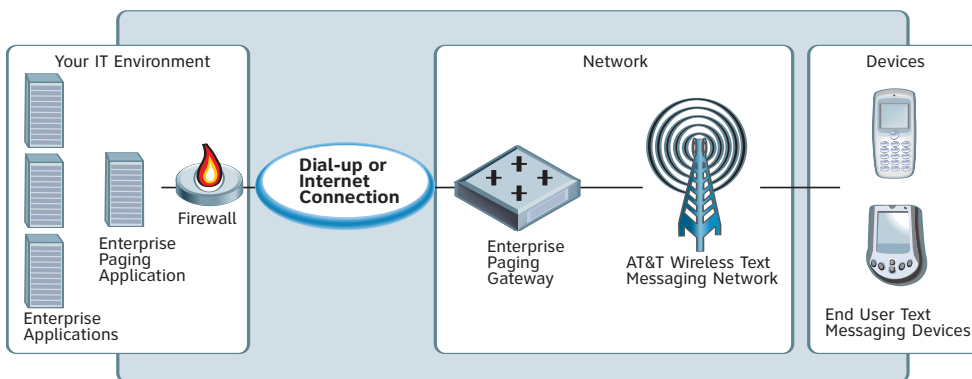 Your IT Environment
Enterprise
Applications
Enterprise
Paging
Application
Firewall
Dial-up or
Internet
Connection
Network
Enterprise
Paging
Gateway
AT&T Wireless Text
Messaging Network
Devices
End User Text
Messaging Devices